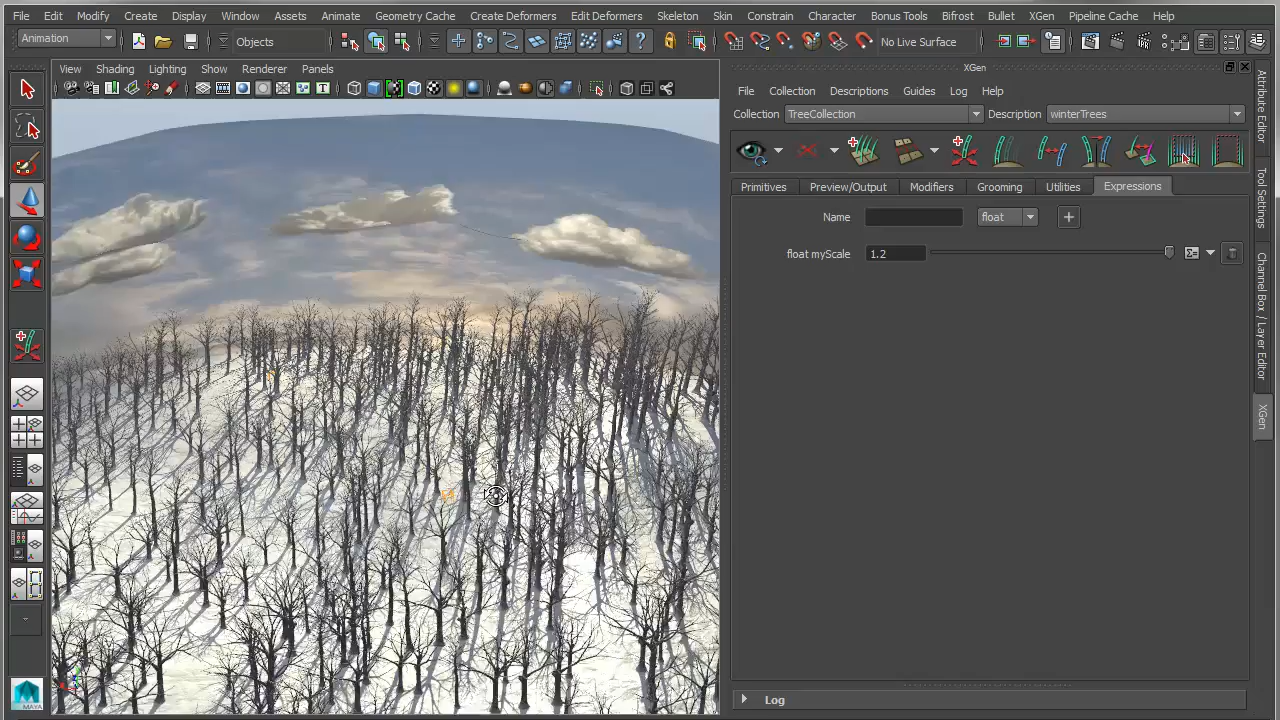 File Edit Modify Create Display Window Assets Animate Geometry Cache Create Deformers Edit Deformers Skeleton Skin Constrain Character Bonus Tools Bifrost Bullet XGen Pipeline Cache Help
Animation Objects No Live Surface
View Shading Lighting Show Renderer Panels
XGen
File Collection Descriptions Guides Log Help
Collection TreeCollection Description winterTrees
Primitives Preview/Output Modifiers Grooming Utilities Expressions
Name float
float myScale 1.2
Log
Attribute Editor
Tool Settings
Channel Box / Layer Editor
XGen
MAYA